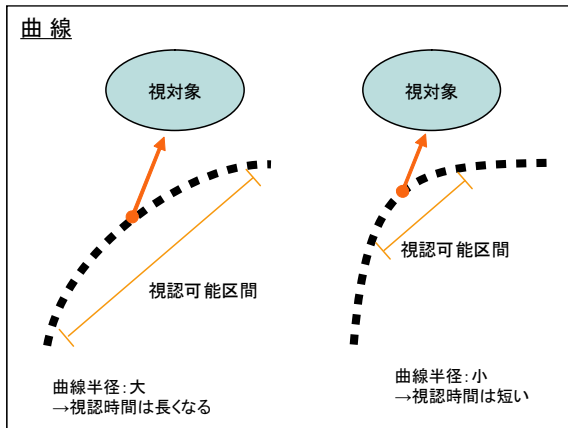 曲 線
視対象
視認可能区間
曲線半径：大
→視認時間は長くなる
視対象
視認可能区間
曲線半径：小
→視認時間は短い